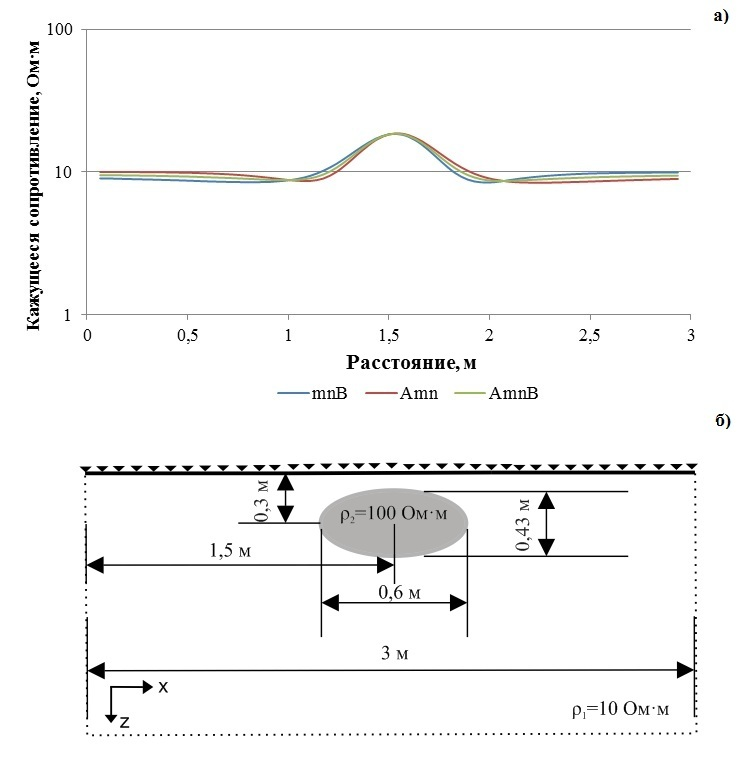 а)
Кажущееся сопротивление, Ом·м
100
10
1
0
0,5
1
1,5
2
2,5
3
Расстояние, м
mnB Amn AmnB
б)
0,3 м
ρ₂=100 Ом·м
0,43 м
1,5 м
0,6 м
3 м
x
z
ρ₁=10 Ом·м